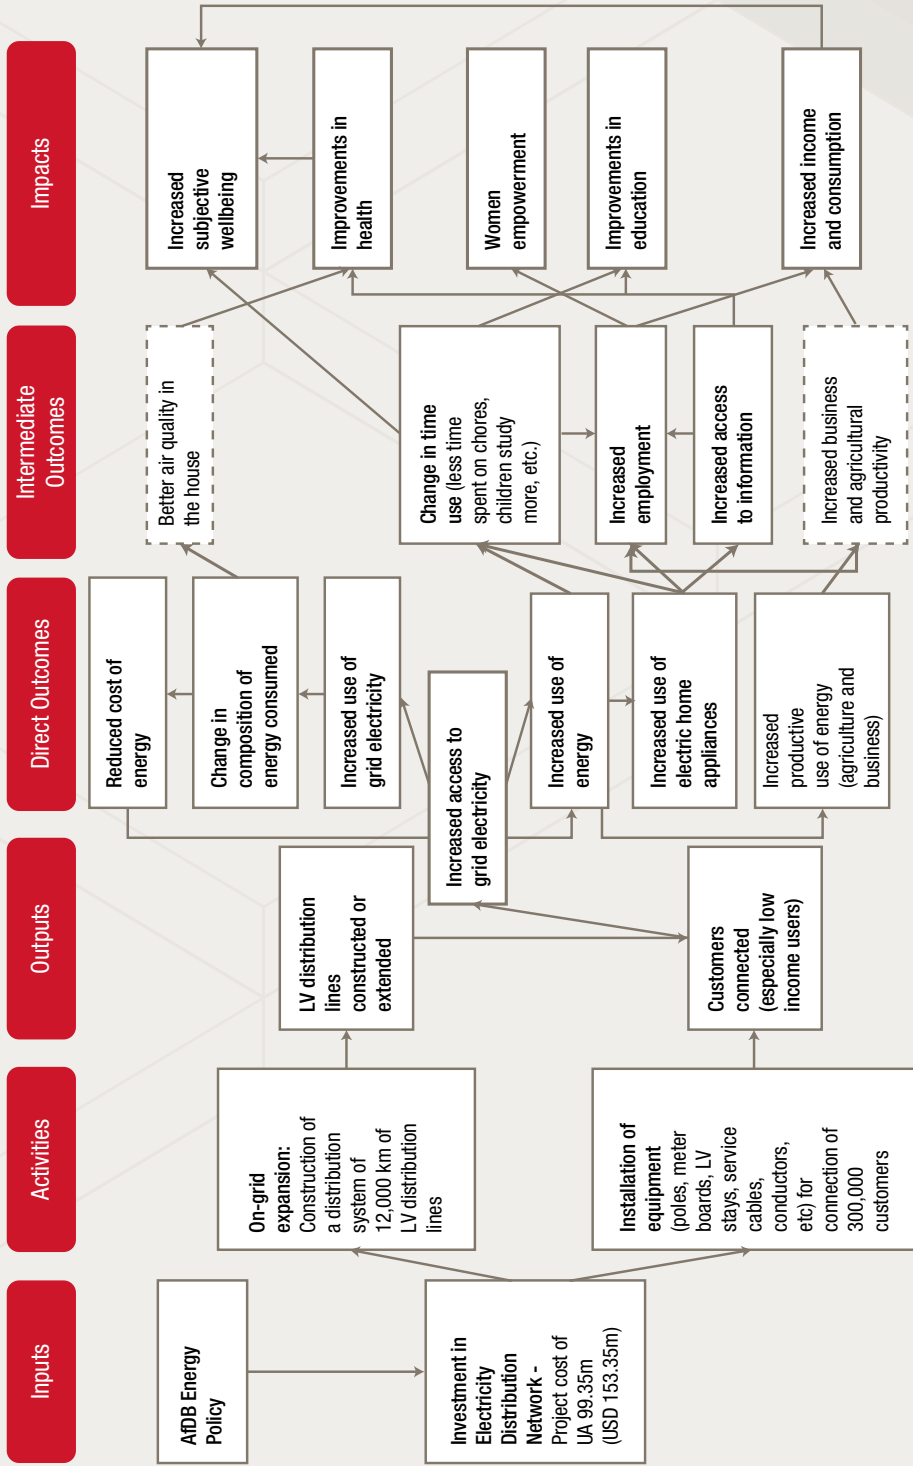 Inputs
Activities
Outputs
Direct Outcomes
Intermediate
Outcomes
Impacts
AfDB Energy
Policy
Investment in
Electricity
Distribution
Network -
Project cost of
UA 99.35m
(USD 153.35m)
On-grid
expansion:
Construction of
a distribution
system of
12,000 km of
LV distribution
lines
Installation of
equipment
(poles, meter
boards, LV
stays, service
cables,
conductors,
etc) for
connection of
300,000
customers
LV distribution
lines
constructed or
extended
Customers
connected
(especially low
income users)
Increased access to
grid electricity
Reduced cost of
energy
Change in
composition of
energy consumed
Increased use of
grid electricity
Increased use of
energy
Increased use of
electric home
appliances
Increased
productive
use of energy
(agriculture and
business)
Better air quality in
the house
Change in time
use (less time
spent on chores,
children study
more, etc.)
Increased
employment
Increased access
to information
Increased business
and agricultural
productivity
Increased
subjective
wellbeing
Improvements in
health
Women
empowerment
Improvements in
education
Increased income
and consumption